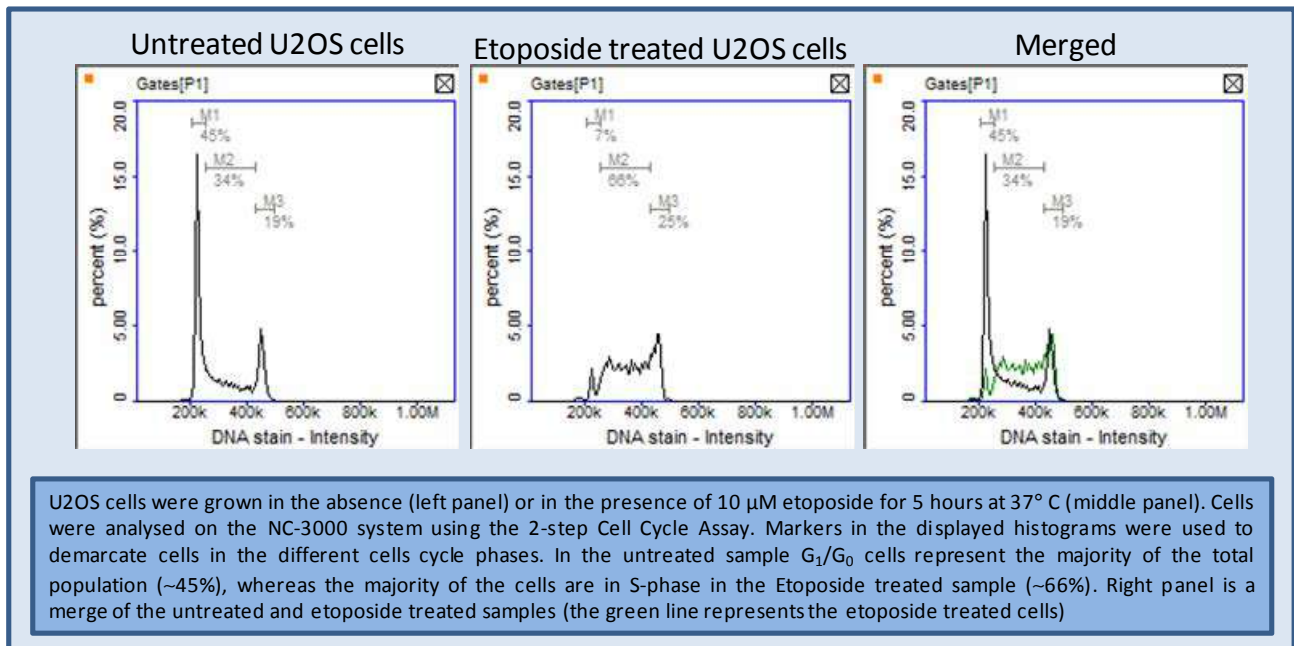 Untreated U2OS cells
Etoposide treated U2OS cells
Merged
Gates[P1]
M1
45%
M2
34%
M3
19%
percent (%)
20.0
15.0
10.0
5.00
0
200k 400k 600k 800k 1.00M
DNA stain - Intensity
Gates[P1]
M1
7%
M2
66%
M3
25%
percent (%)
20.0
15.0
10.0
5.00
0
200k 400k 600k 800k 1.00M
DNA stain - Intensity
Gates[P1]
M1
45%
M2
34%
M3
19%
percent (%)
20.0
15.0
10.0
5.00
0
200k 400k 600k 800k 1.00M
DNA stain - Intensity
U2OS cells were grown in the absence (left panel) or in the presence of 10 µM etoposide for 5 hours at 37° C (middle panel). Cells
were analysed on the NC-3000 system using the 2-step Cell Cycle Assay. Markers in the displayed histograms were used to
demarcate cells in the different cells cycle phases. In the untreated sample G₁/G₀ cells represent the majority of the total
population (~45%), whereas the majority of the cells are in S-phase in the Etoposide treated sample (~66%). Right panel is a
merge of the untreated and etoposide treated samples (the green line represents the etoposide treated cells)